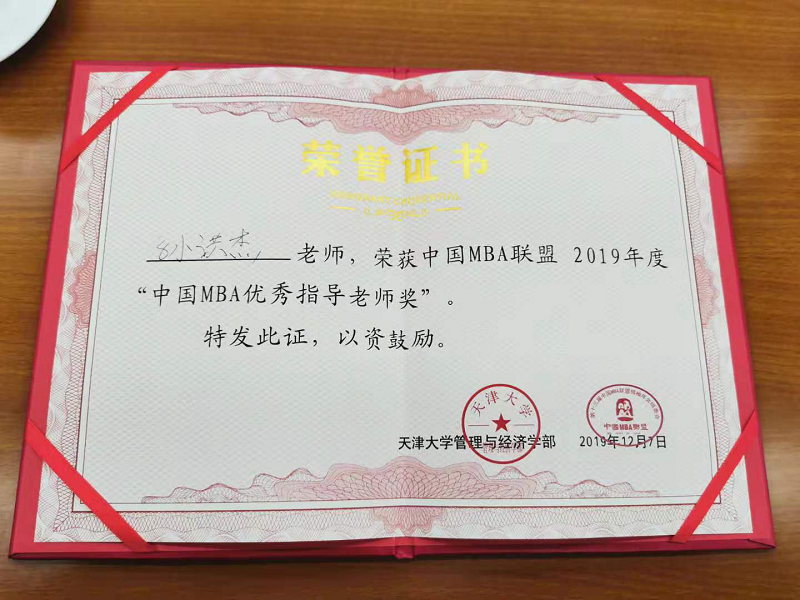 荣誉证书
孙洪杰老师，荣获中国MBA联盟 2019年度
“中国MBA优秀指导老师奖”。
特发此证，以资鼓励。
天津大学
中国MBA联盟
天津大学管理与经济学部 2019年12月7日